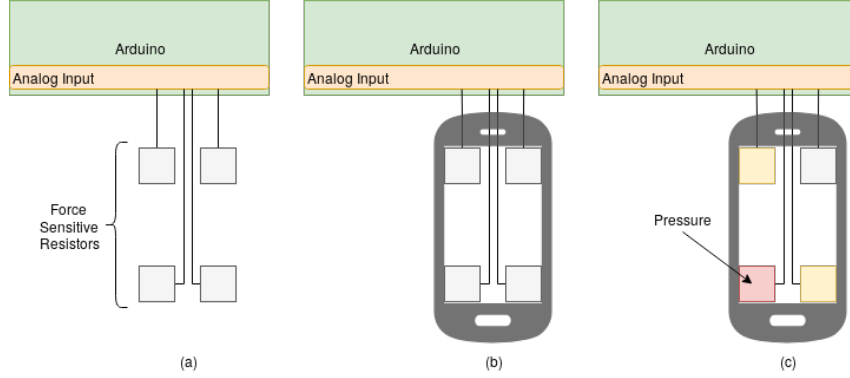 Arduino
Arduino
Arduino
Analog Input
Analog Input
Analog Input
Force
Sensitive
Resistors
Pressure
(a)
(b)
(c)